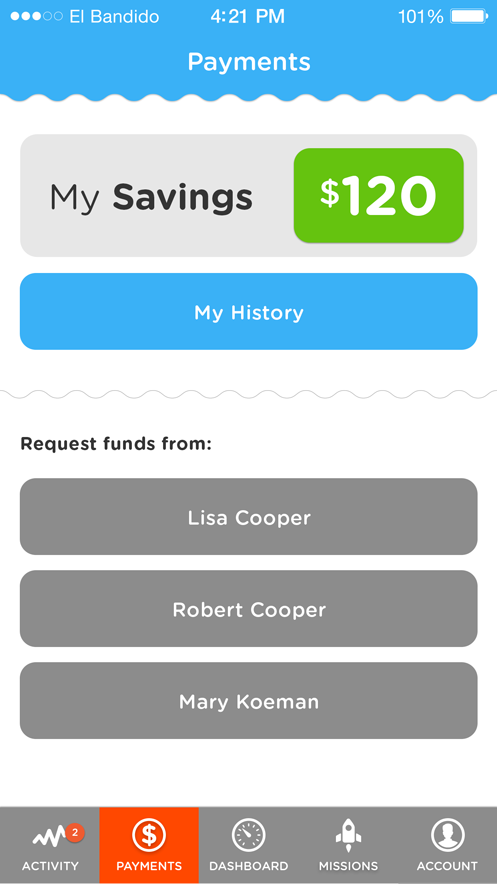 El Bandido 4:21 PM 101%
Payments
My Savings $120
My History
Request funds from:
Lisa Cooper
Robert Cooper
Mary Koeman
2
ACTIVITY PAYMENTS DASHBOARD MISSIONS ACCOUNT